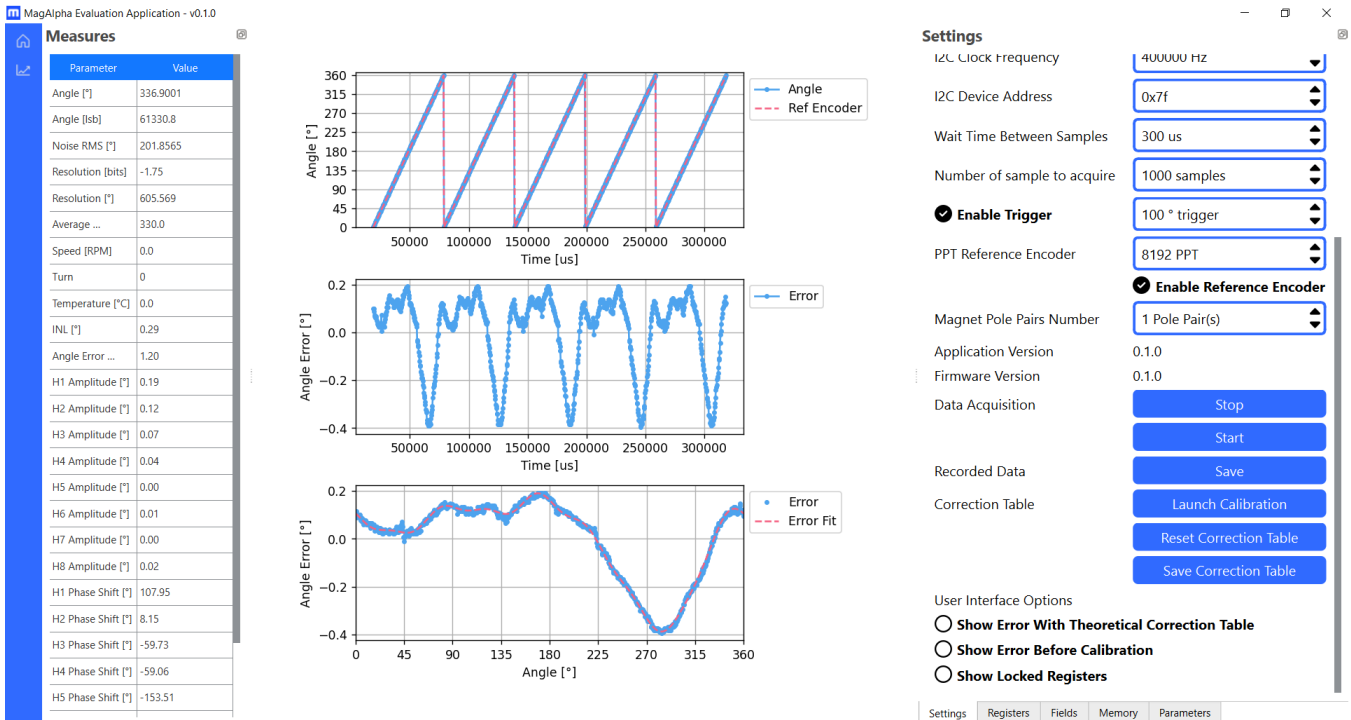 MagAlpha Evaluation Application - v0.1.0
Measures
Parameter Value
Angle [°] 336.9001
Angle [lsb] 61330.8
Noise RMS [°] 201.8565
Resolution [bits] -1.75
Resolution [°] 605.569
Average ... 330.0
Speed [RPM] 0.0
Turn 0
Temperature [°C] 0.0
INL [°] 0.29
Angle Error ... 1.20
H1 Amplitude [°] 0.19
H2 Amplitude [°] 0.12
H3 Amplitude [°] 0.07
H4 Amplitude [°] 0.04
H5 Amplitude [°] 0.00
H6 Amplitude [°] 0.01
H7 Amplitude [°] 0.00
H8 Amplitude [°] 0.02
H1 Phase Shift [°] 107.95
H2 Phase Shift [°] 8.15
H3 Phase Shift [°] -59.73
H4 Phase Shift [°] -59.06
H5 Phase Shift [°] -153.51
360
315
270
225
180
135
90
45
0
Angle [°]
50000 100000 150000 200000 250000 300000
Time [us]
Angle
Ref Encoder
0.2
0.0
−0.2
−0.4
Angle Error [°]
50000 100000 150000 200000 250000 300000
Time [us]
Error
0.2
0.0
−0.2
−0.4
Angle Error [°]
0 45 90 135 180 225 270 315 360
Angle [°]
Error
Error Fit
Settings
I2C Clock Frequency 400000 Hz
I2C Device Address 0x7f
Wait Time Between Samples 300 us
Number of sample to acquire 1000 samples
Enable Trigger 100 ° trigger
PPT Reference Encoder 8192 PPT
Enable Reference Encoder
Magnet Pole Pairs Number 1 Pole Pair(s)
Application Version 0.1.0
Firmware Version 0.1.0
Data Acquisition Stop
Start
Recorded Data Save
Correction Table Launch Calibration
Reset Correction Table
Save Correction Table
User Interface Options
Show Error With Theoretical Correction Table
Show Error Before Calibration
Show Locked Registers
Settings Registers Fields Memory Parameters